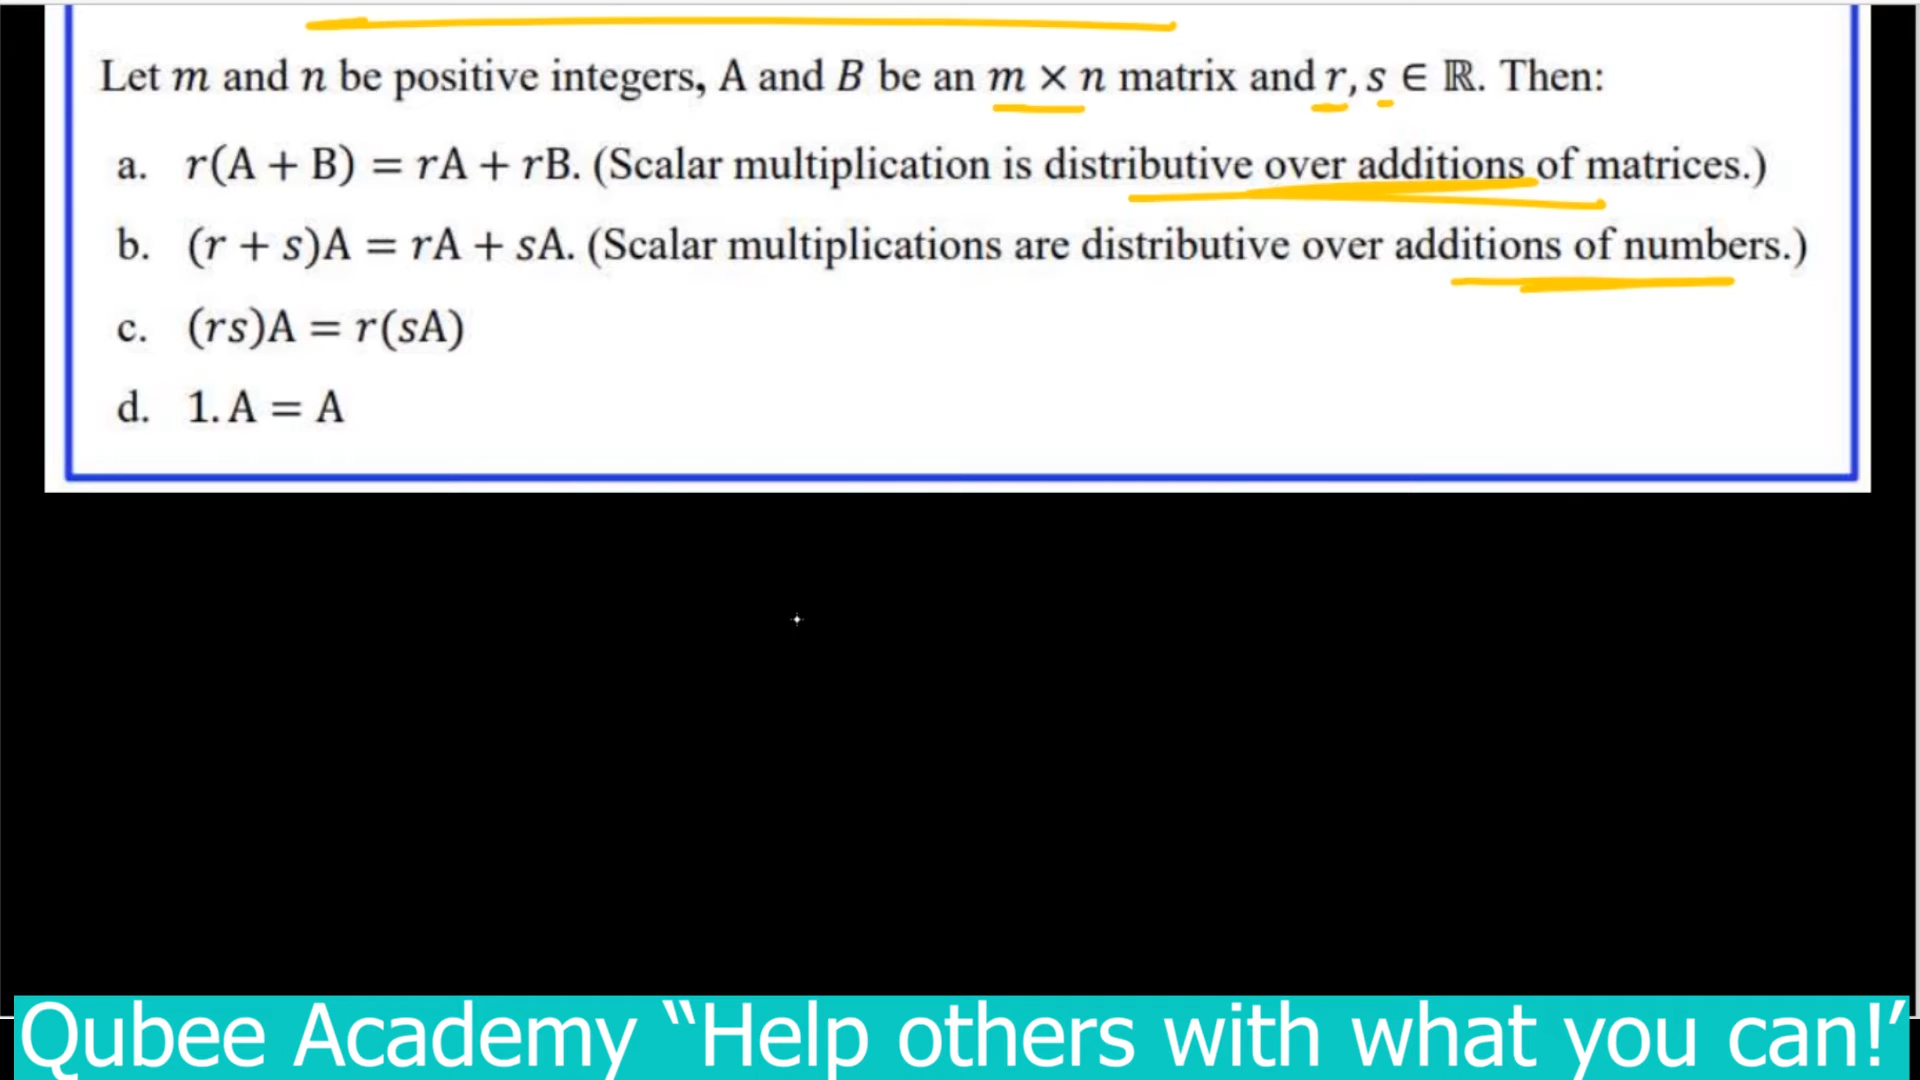 Let m and n be positive integers, A and B be an m × n matrix and r, s ∈ ℝ. Then:
a. r(A + B) = rA + rB. (Scalar multiplication is distributive over additions of matrices.)
b. (r + s)A = rA + sA. (Scalar multiplications are distributive over additions of numbers.)
c. (rs)A = r(sA)
d. 1. A = A
Qubee Academy “Help others with what you can!’